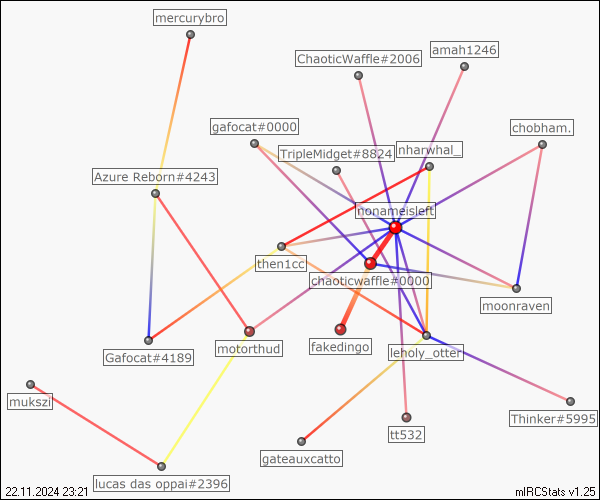 mercurybro
amah1246
ChaoticWaffle#2006
gafocat#0000
chobham.
TripleMidget#8824
nharwhal_
Azure Reborn#4243
nonameisleft
then1cc
chaoticwaffle#0000
moonraven
Gafocat#4189
motorthud
fakedingo
leholy_otter
mukszi
Thinker#5995
tt532
gateauxcatto
lucas das oppai#2396
22.11.2024 23:21
mIRCStats v1.25